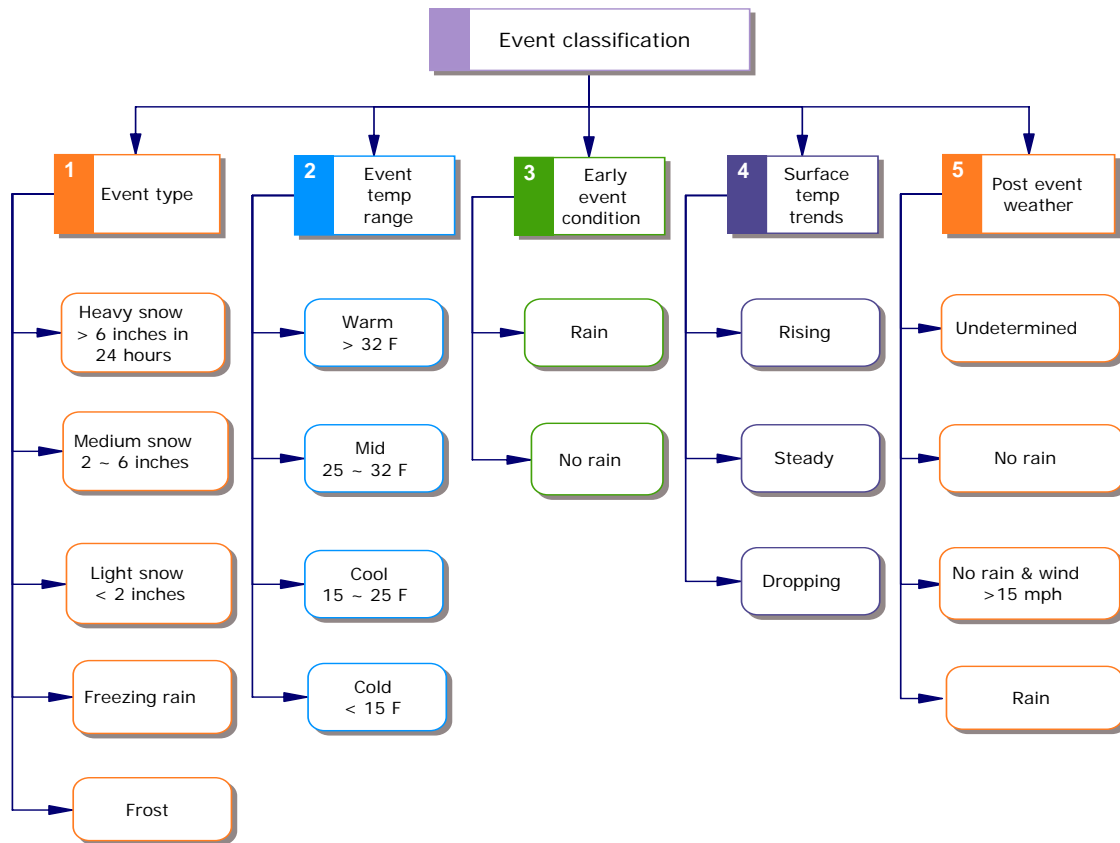 Event classification
1
Event type
Heavy snow
> 6 inches in
24 hours
Medium snow
2 ~ 6 inches
Light snow
< 2 inches
Freezing rain
Frost
2
Event
temp
range
Warm
> 32 F
Mid
25 ~ 32 F
Cool
15 ~ 25 F
Cold
< 15 F
3
Early
event
condition
Rain
No rain
4
Surface
temp
trends
Rising
Steady
Dropping
5
Post event
weather
Undetermined
No rain
No rain & wind
>15 mph
Rain